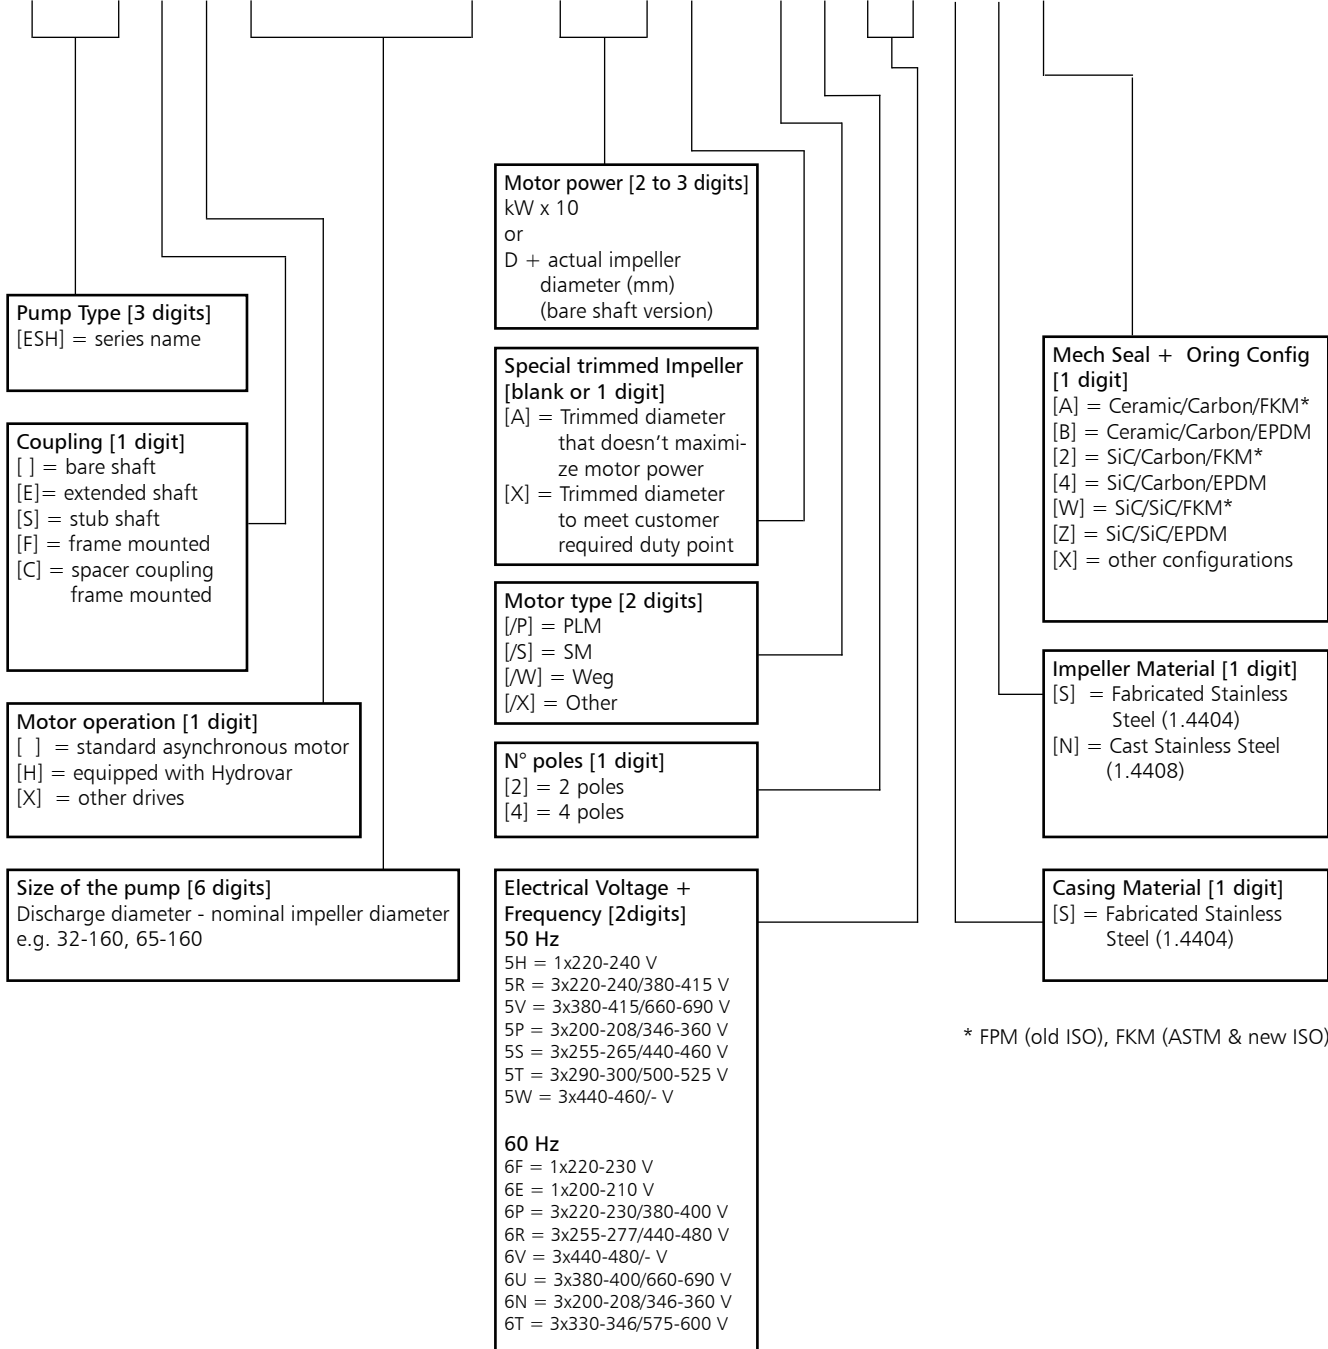 Pump Type [3 digits]
[ESH] = series name
Coupling [1 digit]
[ ] = bare shaft
[E]= extended shaft
[S] = stub shaft
[F] = frame mounted
[C] = spacer coupling
frame mounted
Motor operation [1 digit]
[ ] = standard asynchronous motor
[H] = equipped with Hydrovar
[X] = other drives
Size of the pump [6 digits]
Discharge diameter - nominal impeller diameter
e.g. 32-160, 65-160
Motor power [2 to 3 digits]
kW x 10
or
D + actual impeller
diameter (mm)
(bare shaft version)
Special trimmed Impeller
[blank or 1 digit]
[A] = Trimmed diameter
that doesn't maximi-
ze motor power
[X] = Trimmed diameter
to meet customer
required duty point
Motor type [2 digits]
[/P] = PLM
[/S] = SM
[/W] = Weg
[/X] = Other
N° poles [1 digit]
[2] = 2 poles
[4] = 4 poles
Electrical Voltage +
Frequency [2digits]
50 Hz
5H = 1x220-240 V
5R = 3x220-240/380-415 V
5V = 3x380-415/660-690 V
5P = 3x200-208/346-360 V
5S = 3x255-265/440-460 V
5T = 3x290-300/500-525 V
5W = 3x440-460/- V
60 Hz
6F = 1x220-230 V
6E = 1x200-210 V
6P = 3x220-230/380-400 V
6R = 3x255-277/440-480 V
6V = 3x440-480/- V
6U = 3x380-400/660-690 V
6N = 3x200-208/346-360 V
6T = 3x330-346/575-600 V
Mech Seal + Oring Config
[1 digit]
[A] = Ceramic/Carbon/FKM*
[B] = Ceramic/Carbon/EPDM
[2] = SiC/Carbon/FKM*
[4] = SiC/Carbon/EPDM
[W] = SiC/SiC/FKM*
[Z] = SiC/SiC/EPDM
[X] = other configurations
Impeller Material [1 digit]
[S] = Fabricated Stainless
Steel (1.4404)
[N] = Cast Stainless Steel
(1.4408)
Casing Material [1 digit]
[S] = Fabricated Stainless
Steel (1.4404)
* FPM (old ISO), FKM (ASTM & new ISO)